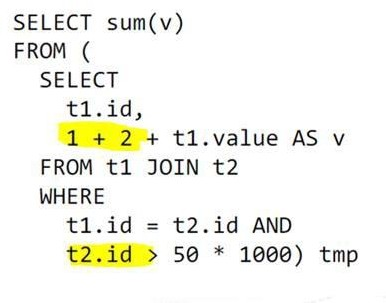 SELECT sum(v)
FROM (
SELECT
t1.id,
1 + 2 + t1.value AS v
FROM t1 JOIN t2
WHERE
t1.id = t2.id AND
t2.id > 50 * 1000) tmp